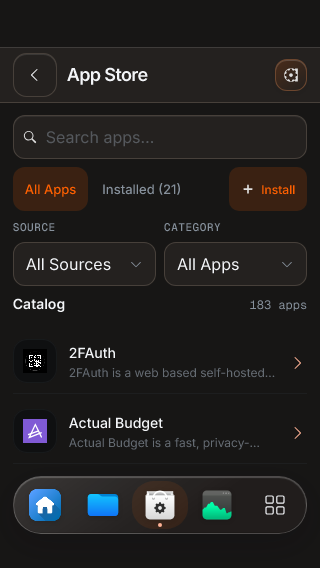 App Store
Search apps...
All Apps
Installed (21)
+ Install
SOURCE
CATEGORY
All Sources
All Apps
Catalog
183 apps
2FAuth
2FAuth is a web based self-hosted...
Actual Budget
Actual Budget is a fast, privacy-...